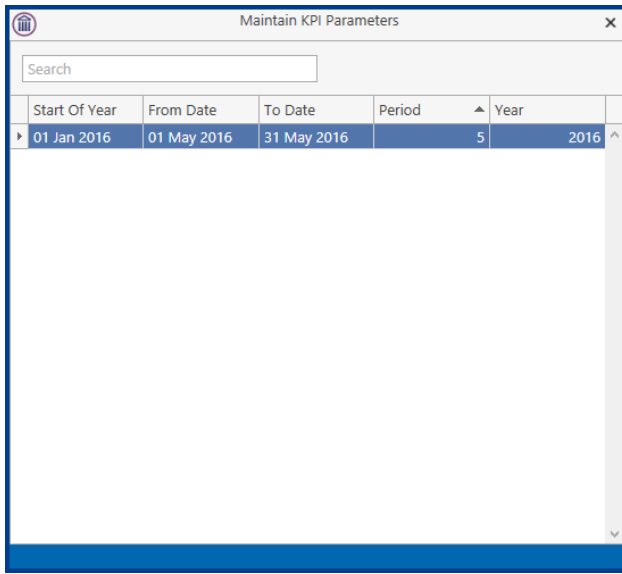 Maintain KPI Parameters
Search
Start Of Year From Date To Date Period Year
01 Jan 2016 01 May 2016 31 May 2016 5 2016